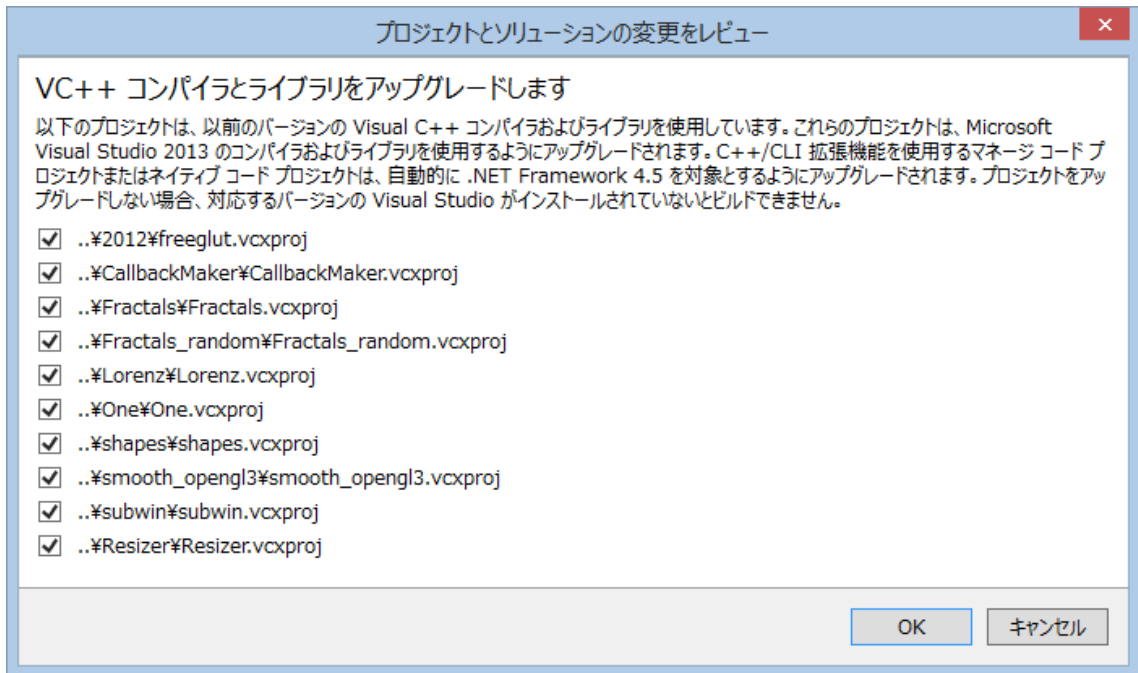 プロジェクトとソリューションの変更をレビュー
VC++ コンパイラとライブラリをアップグレードします
以下のプロジェクトは、以前のバージョンの Visual C++ コンパイラおよびライブラリを使用しています。これらのプロジェクトは、Microsoft
Visual Studio 2013 のコンパイラおよびライブラリを使用するようにアップグレードされます。C++/CLI 拡張機能を使用するマネージ コード プ
ロジェクトまたはネイティブ コード プロジェクトは、自動的に .NET Framework 4.5 を対象とするようにアップグレードされます。プロジェクトをアッ
プグレードしない場合、対応するバージョンの Visual Studio がインストールされていないとビルドできません。
..¥2012¥freeglut.vcxproj
..¥CallbackMaker¥CallbackMaker.vcxproj
..¥Fractals¥Fractals.vcxproj
..¥Fractals_random¥Fractals_random.vcxproj
..¥Lorenz¥Lorenz.vcxproj
..¥One¥One.vcxproj
..¥shapes¥shapes.vcxproj
..¥smooth_opengl3¥smooth_opengl3.vcxproj
..¥subwin¥subwin.vcxproj
..¥Resizer¥Resizer.vcxproj
OK キャンセル